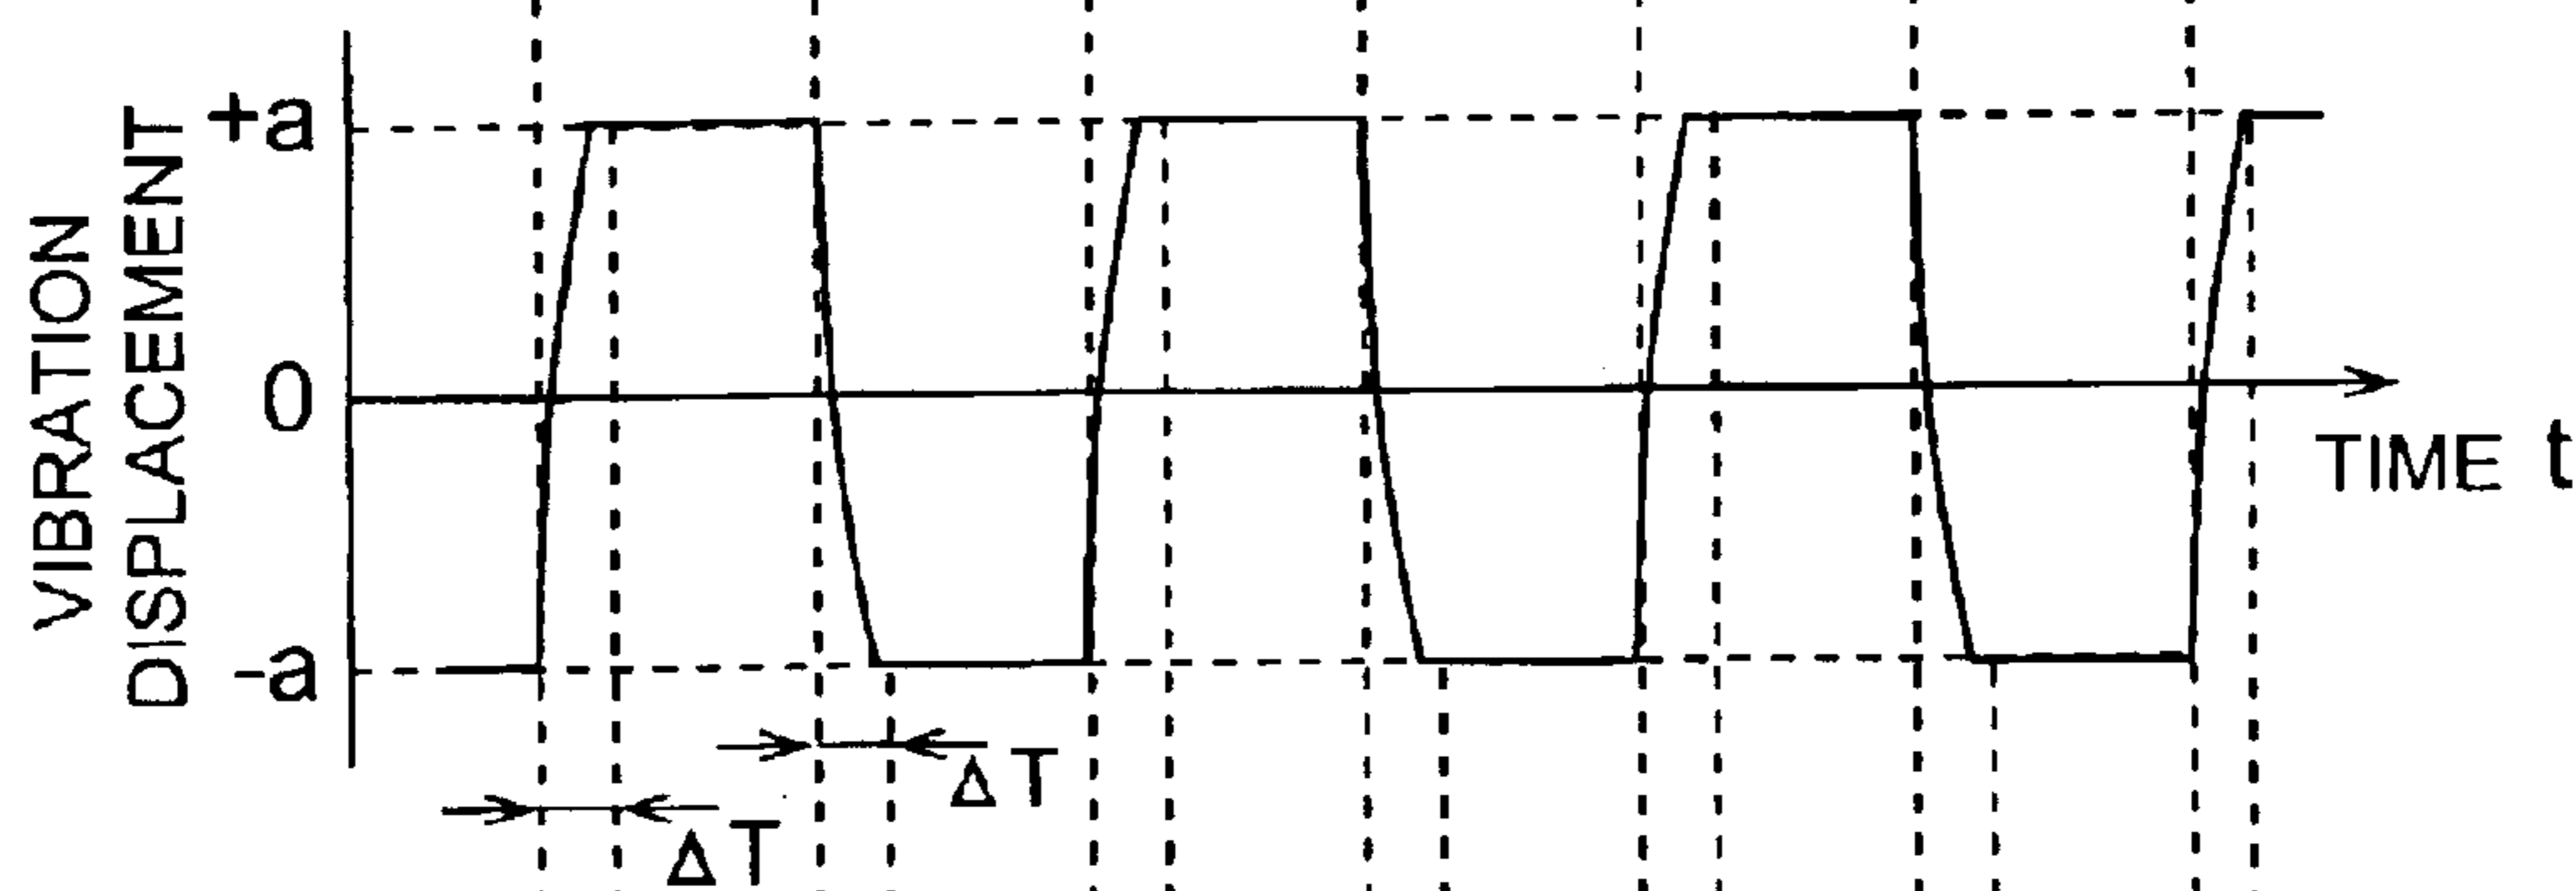 VIBRATION
DISPLACEMENT
+a
0
-a
TIME t
ΔT
ΔT